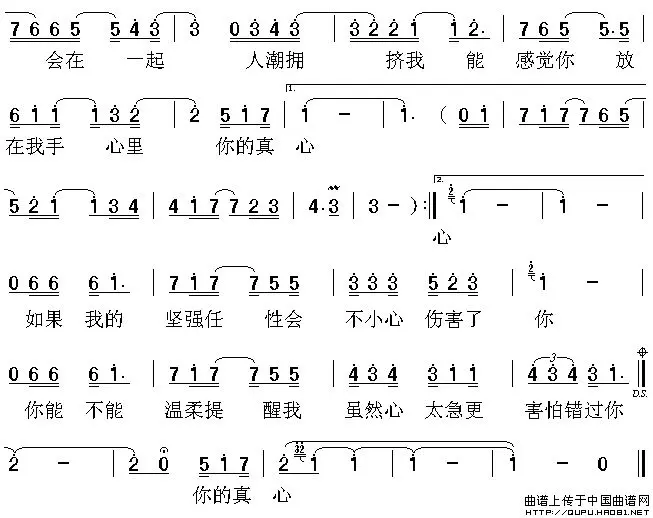 7 6 6 5 5 4 3 | 3 0 3 4 3 | 3 2 2 1 1 2. | 7 6 6 5 5. 5
会在 一起 人潮拥 挤我 能 感觉你 放
6 1 1 1 3 2 | 2 5 1 7 | 1. 1 - | 1. ( 0 1 | 7 1 7 7 6 5
在我手 心里 你的真 心
5 2 1 1 3 4 | 4 1 7 7 2 3 | 4. 3 | 3 - ) :‖ 2. 2 1 - | 1 -
心
0 6 6 6 1. | 7 1 7 7 5 5 | 3 3 3 5 2 3 | 2 1 -
如果 我的 坚强任 性会 不小心 伤害了 你
0 6 6 6 1. | 7 1 7 7 5 5 | 4 3 4 3 1 1 | 3 4 3 4 3 1. D.S.
你能 不能 温柔提 醒我 虽然心 太急更 害怕错过你
2 - | 2 0 5 1 7 | 2 32 1 1 | 1 - | 1 - | 1 - 0
你的真 心
曲谱上传于中国曲谱网
HTTP://QUPU.HAO81.NET